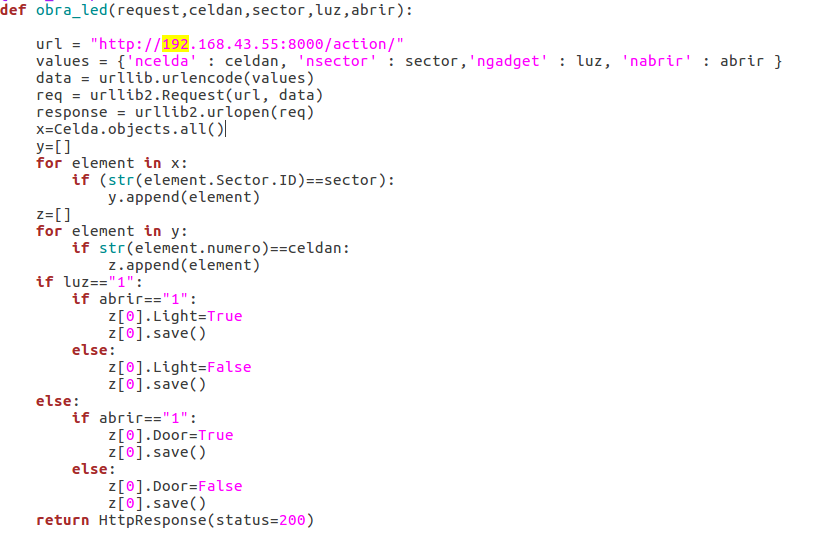 def obra_led(request,celdan,sector,luz,abrir):
    url = "http://192.168.43.55:8000/action/"
    values = {'ncelda' : celdan, 'nsector' : sector,'ngadget' : luz, 'nabrir' : abrir }
    data = urllib.urlencode(values)
    req = urllib2.Request(url, data)
    response = urllib2.urlopen(req)
    x=Celda.objects.all()
    y=[]
    for element in x:
        if (str(element.Sector.ID)==sector):
            y.append(element)
    z=[]
    for element in y:
        if str(element.numero)==celdan:
            z.append(element)
    if luz=="1":
        if abrir=="1":
            z[0].Light=True
            z[0].save()
        else:
            z[0].Light=False
            z[0].save()
    else:
        if abrir=="1":
            z[0].Door=True
            z[0].save()
        else:
            z[0].Door=False
            z[0].save()
    return HttpResponse(status=200)